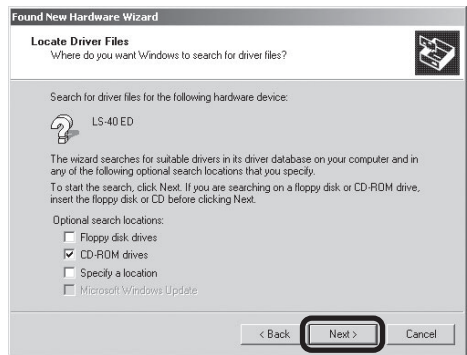 Found New Hardware Wizard
Locate Driver Files
Where do you want Windows to search for driver files?
Search for driver files for the following hardware device:
LS-40 ED
The wizard searches for suitable drivers in its driver database on your computer and in
any of the following optional search locations that you specify.
To start the search, click Next. If you are searching on a floppy disk or CD-ROM drive,
insert the floppy disk or CD before clicking Next.
Optional search locations:
Floppy disk drives
CD-ROM drives
Specify a location
Microsoft Windows Update
< Back Next > Cancel